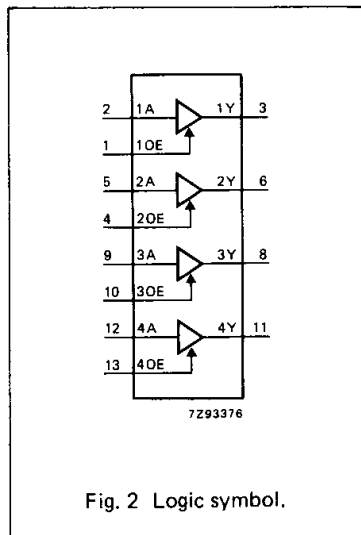 2 1A 1Y 3
1 1OE
5 2A 2Y 6
4 2OE
9 3A 3Y 8
10 3OE
12 4A 4Y 11
13 4OE
7Z93376
Fig. 2 Logic symbol.